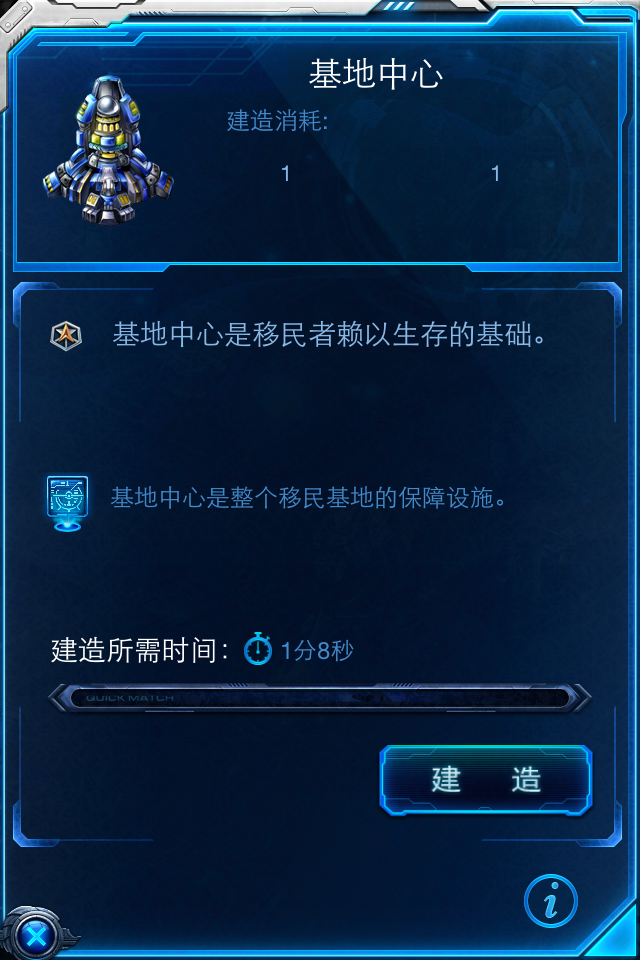 基地中心
建造消耗:
1 1
基地中心是移民者赖以生存的基础。
基地中心是整个移民基地的保障设施。
建造所需时间: 1分8秒
QUICK MATCH
建 造
i